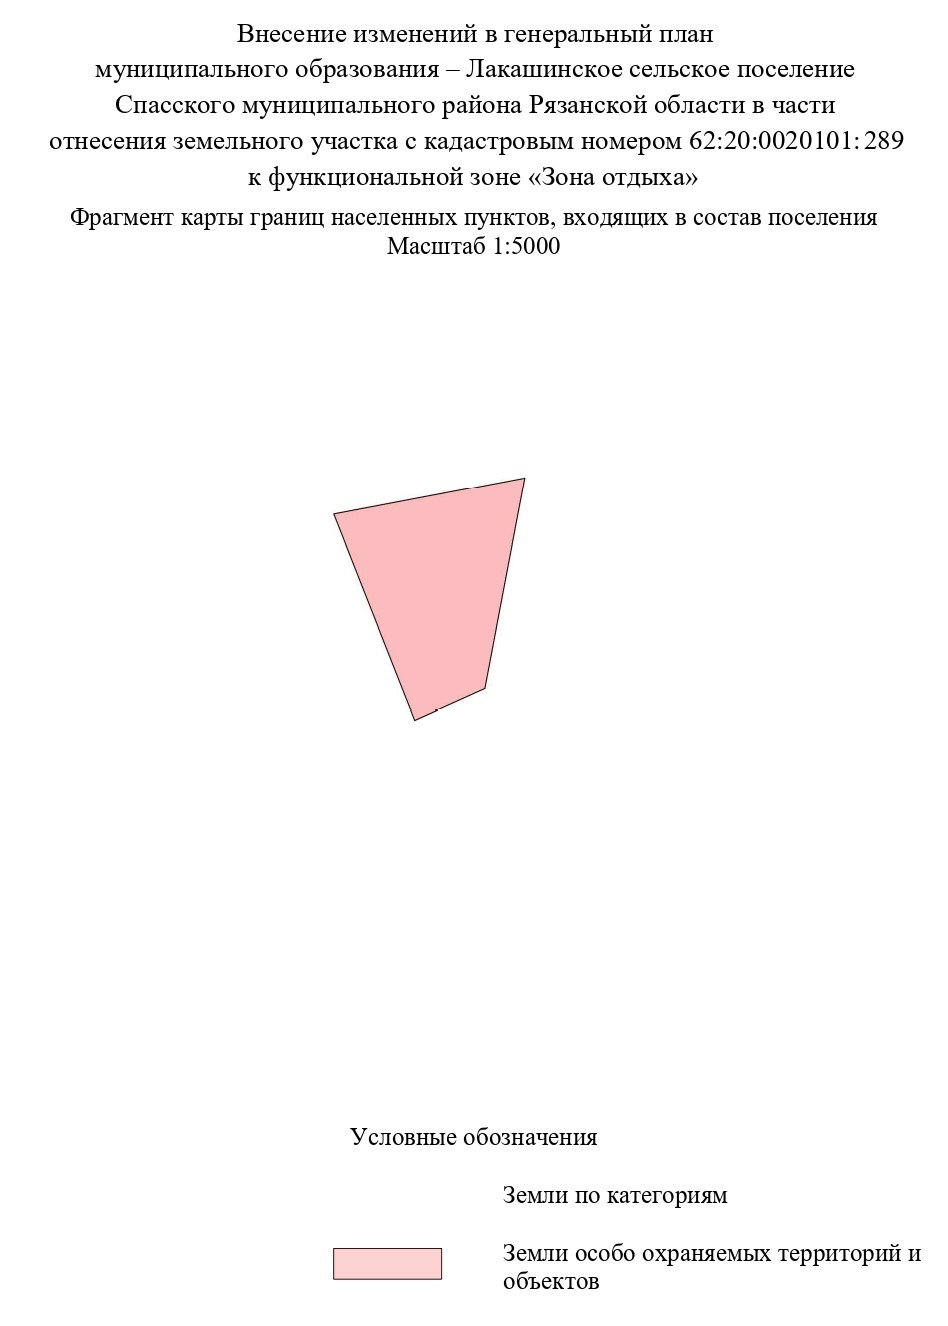 Внесение изменений в генеральный план
муниципального образования – Лакашинское сельское поселение
Спасского муниципального района Рязанской области в части
отнесения земельного участка с кадастровым номером 62:20:0020101:289
к функциональной зоне «Зона отдыха»
Фрагмент карты границ населенных пунктов, входящих в состав поселения
Масштаб 1:5000
Условные обозначения
Земли по категориям
Земли особо охраняемых территорий и
объектов